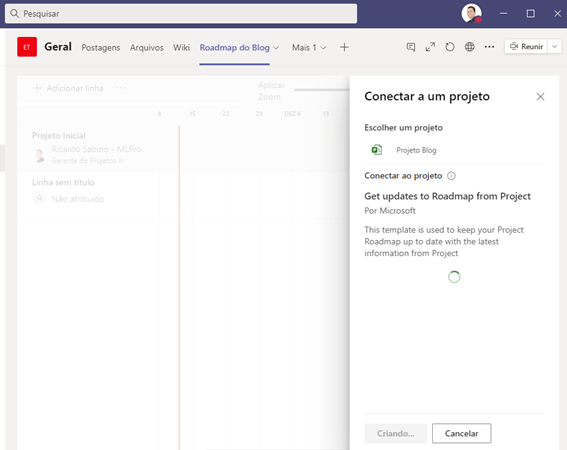 Pesquisar
ET
Geral
Postagens
Arquivos
Wiki
Roadmap do Blog
Mais 1
Reunir
Adicionar linha
Aplicar
Zoom
8
15
22
29
DEZ 6
13
Projeto Inicial
Ricardo Sabino - MLPro
Gerente de Projetos Jr
Linha sem título
Não atribuído
Conectar a um projeto
Escolher um projeto
Projeto Blog
Conectar ao projeto
Get updates to Roadmap from Project
Por Microsoft
This template is used to keep your Project
Roadmap up to date with the latest
information from Project
Criando...
Cancelar